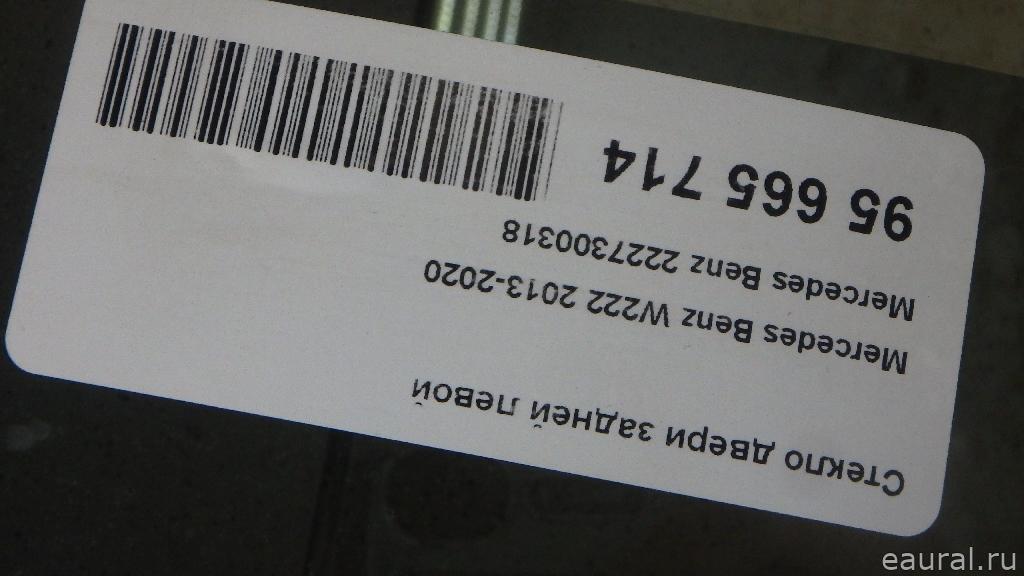 95 665 714
Mercedes Benz 2227300318
Mercedes Benz W222 2013-2020
Стекло двери задней левой
eaural.ru